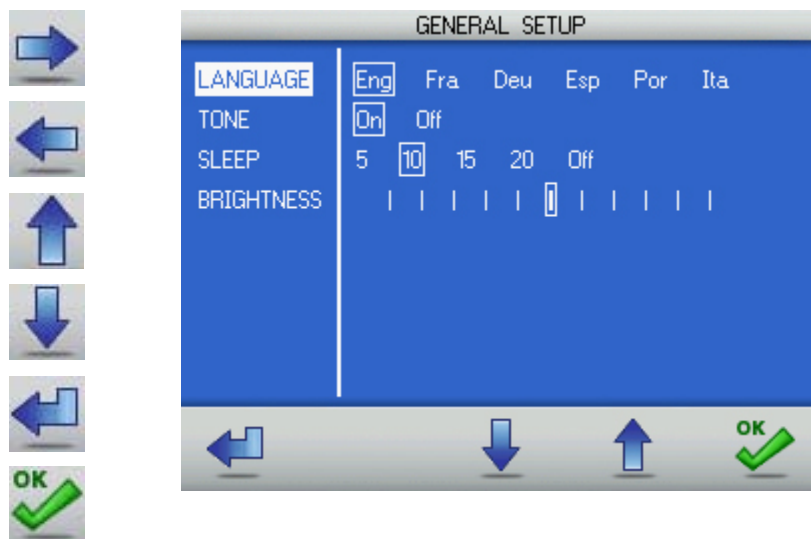 GENERAL SETUP
LANGUAGE Eng Fra Deu Esp Por Ita
TONE On Off
SLEEP 5 10 15 20 Off
BRIGHTNESS
OK
OK